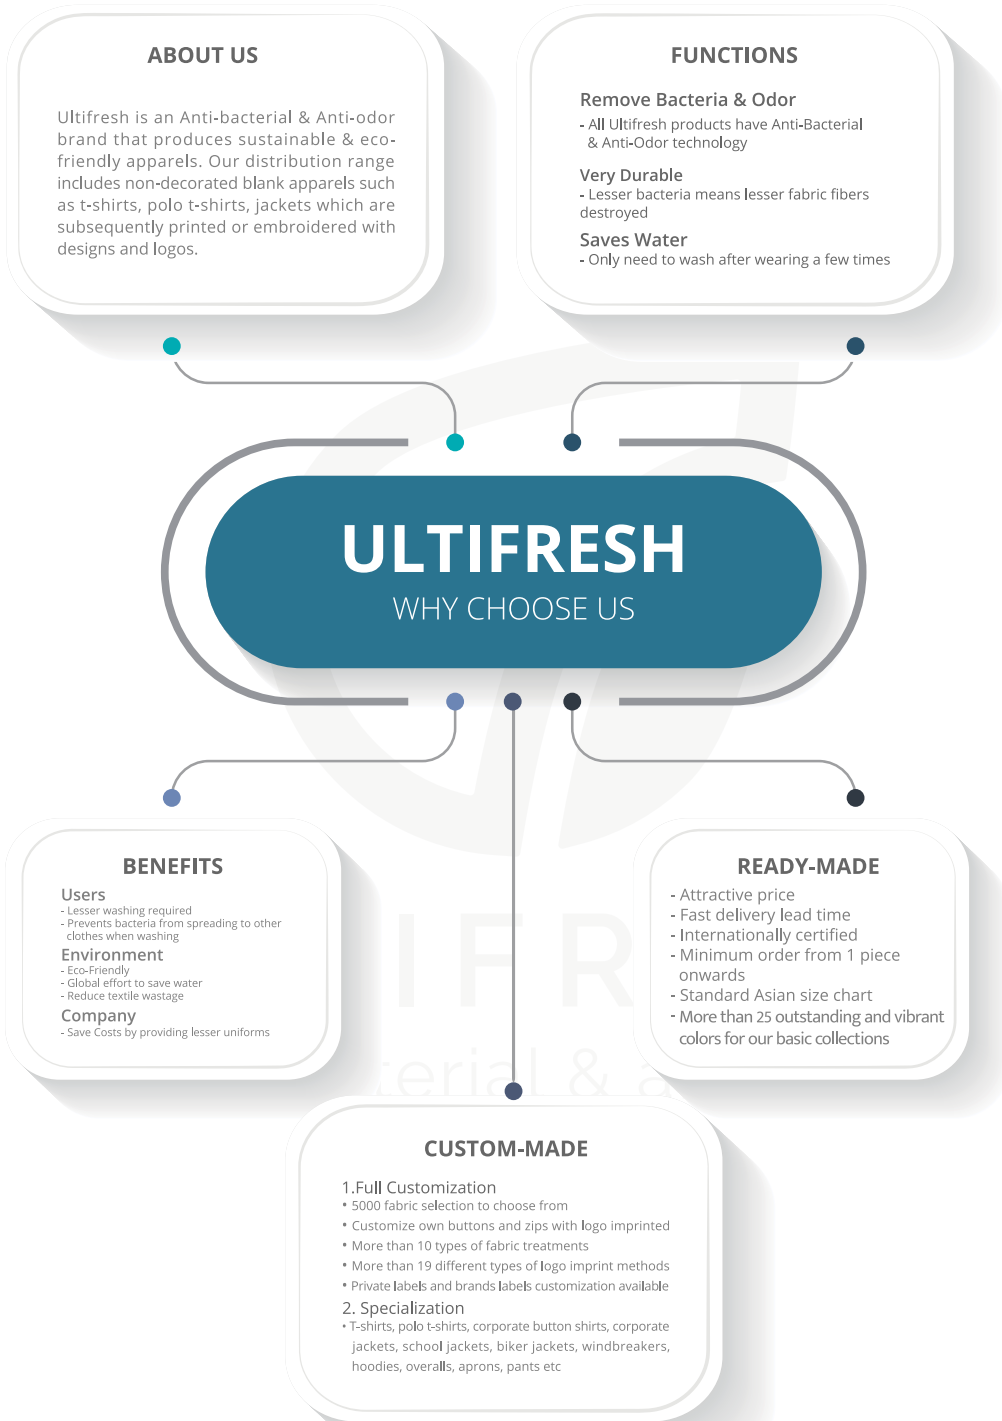 ABOUT US
Ultifresh is an Anti-bacterial & Anti-odor
brand that produces sustainable & eco-
friendly apparels. Our distribution range
includes non-decorated blank apparels such
as t-shirts, polo t-shirts, jackets which are
subsequently printed or embroidered with
designs and logos.
FUNCTIONS
Remove Bacteria & Odor
- All Ultifresh products have Anti-Bacterial
& Anti-Odor technology
Very Durable
- Lesser bacteria means lesser fabric fibers
destroyed
Saves Water
- Only need to wash after wearing a few times
ULTIFRESH
WHY CHOOSE US
BENEFITS
Users
- Lesser washing required
- Prevents bacteria from spreading to other
clothes when washing
Environment
- Eco-Friendly
- Global effort to save water
- Reduce textile wastage
Company
- Save Costs by providing lesser uniforms
READY-MADE
- Attractive price
- Fast delivery lead time
- Internationally certified
- Minimum order from 1 piece
onwards
- Standard Asian size chart
- More than 25 outstanding and vibrant
colors for our basic collections
IFR
terial & a
CUSTOM-MADE
1.Full Customization
• 5000 fabric selection to choose from
• Customize own buttons and zips with logo imprinted
• More than 10 types of fabric treatments
• More than 19 different types of logo imprint methods
• Private labels and brands labels customization available
2. Specialization
• T-shirts, polo t-shirts, corporate button shirts, corporate
jackets, school jackets, biker jackets, windbreakers,
hoodies, overalls, aprons, pants etc